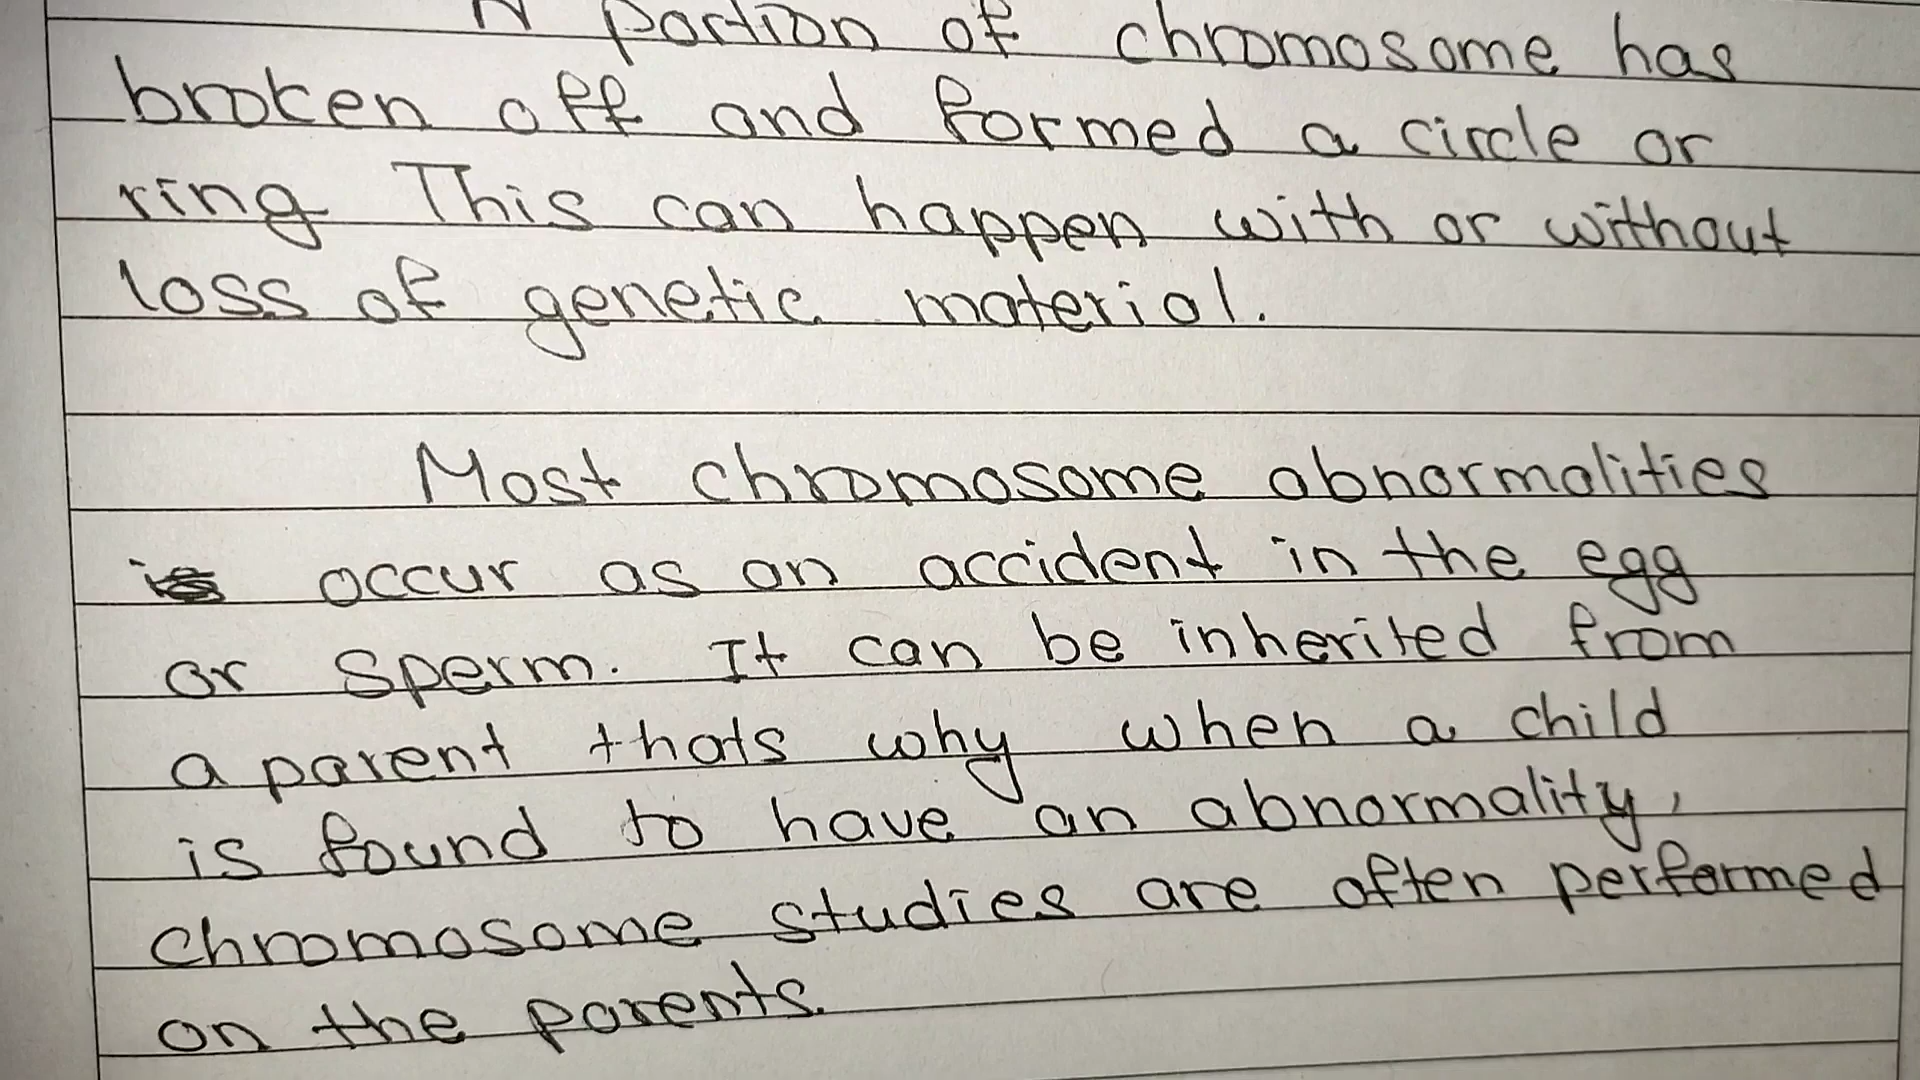 A portion of chromosome has
broken off and formed a circle or
ring This can happen with or without
loss of genetic material.
Most chromosome abnormalities
occur as an accident in the egg
or sperm. It can be inherited from
a parent thats why when a child
is found to have an abnormality,
chromosome studies are often performed
on the parents.